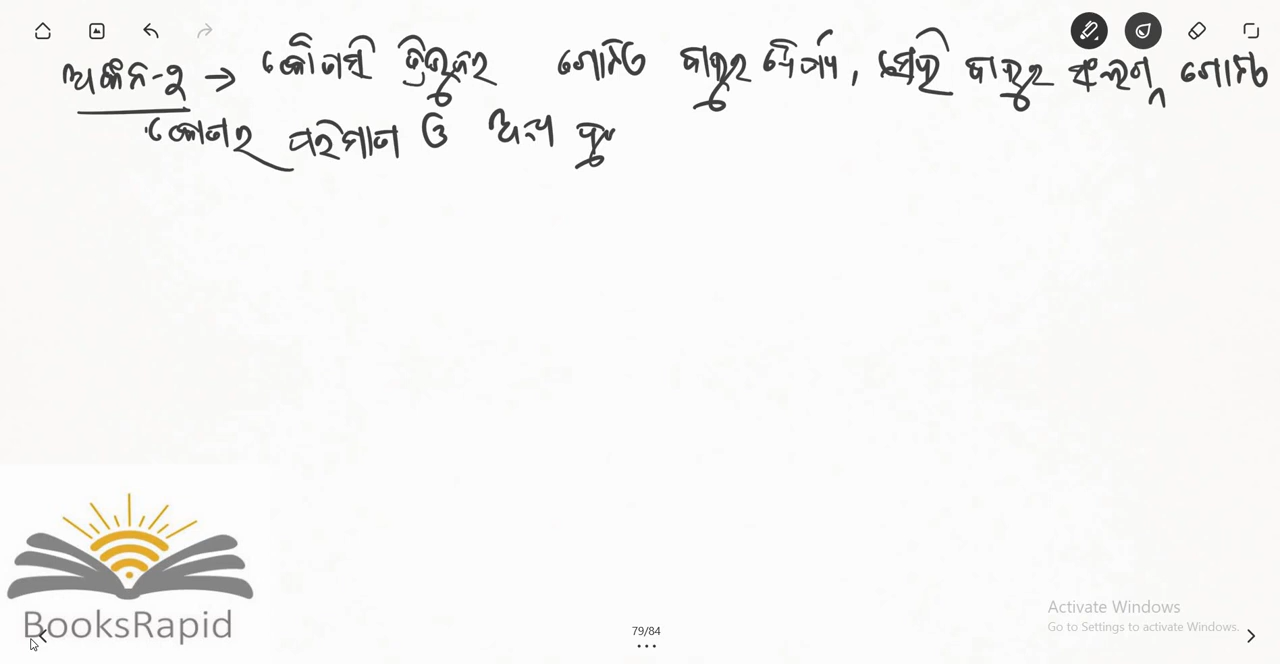 ଅଙ୍କନ-୨ → କୌଣସି ତ୍ରିଭୁଜର ଗୋଟିଏ ବାହୁର ଦୈର୍ଘ୍ୟ, ସେହି ବାହୁର ସଂଲଗ୍ନ ଗୋଟିଏ
କୋଣର ପରିମାଣ ଓ ଅନ୍ୟ
BooksRapid
79/84
Activate Windows
Go to Settings to activate Windows.